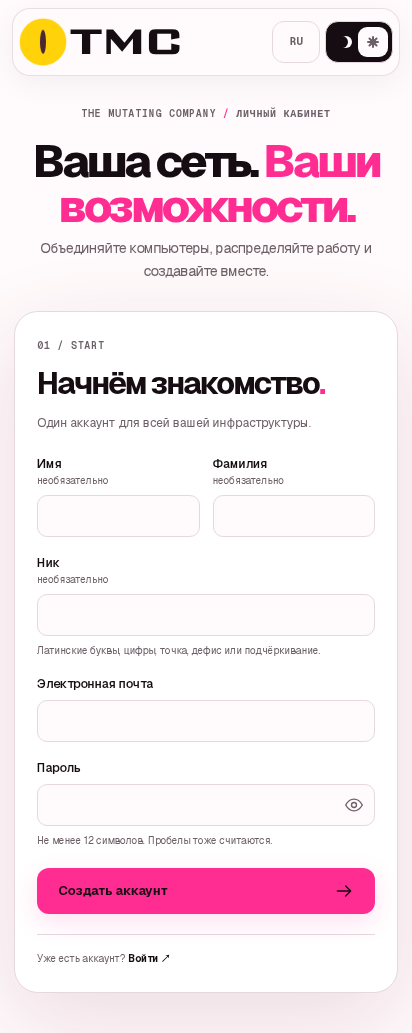 TMC
RU
THE MUTATING COMPANY / ЛИЧНЫЙ КАБИНЕТ
Ваша сеть. Ваши
возможности.
Объединяйте компьютеры, распределяйте работу и
создавайте вместе.
01 / START
Начнём знакомство.
Один аккаунт для всей вашей инфраструктуры.
Имя Фамилия
необязательно необязательно
Ник
необязательно
Латинские буквы, цифры, точка, дефис или подчёркивание.
Электронная почта
Пароль
Не менее 12 символов. Пробелы тоже считаются.
Создать аккаунт →
Уже есть аккаунт? Войти ↗